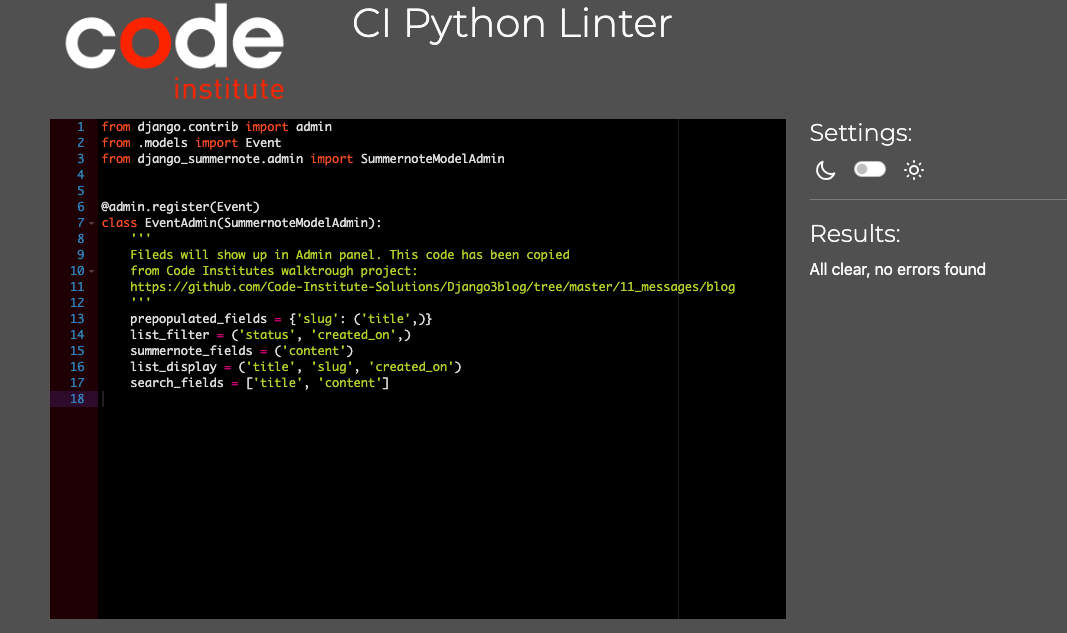 code
institute
CI Python Linter
1 from django.contrib import admin
2 from .models import Event
3 from django_summernote.admin import SummernoteModelAdmin
4
5
6 @admin.register(Event)
7 class EventAdmin(SummernoteModelAdmin):
8     '''
9     Fileds will show up in Admin panel. This code has been copied
10     from Code Institutes walktrough project:
11     https://github.com/Code-Institute-Solutions/Django3blog/tree/master/11_messages/blog
12     '''
13     prepopulated_fields = {'slug': ('title',)}
14     list_filter = ('status', 'created_on',)
15     summernote_fields = ('content')
16     list_display = ('title', 'slug', 'created_on')
17     search_fields = ['title', 'content']
18
Settings:
Results:
All clear, no errors found